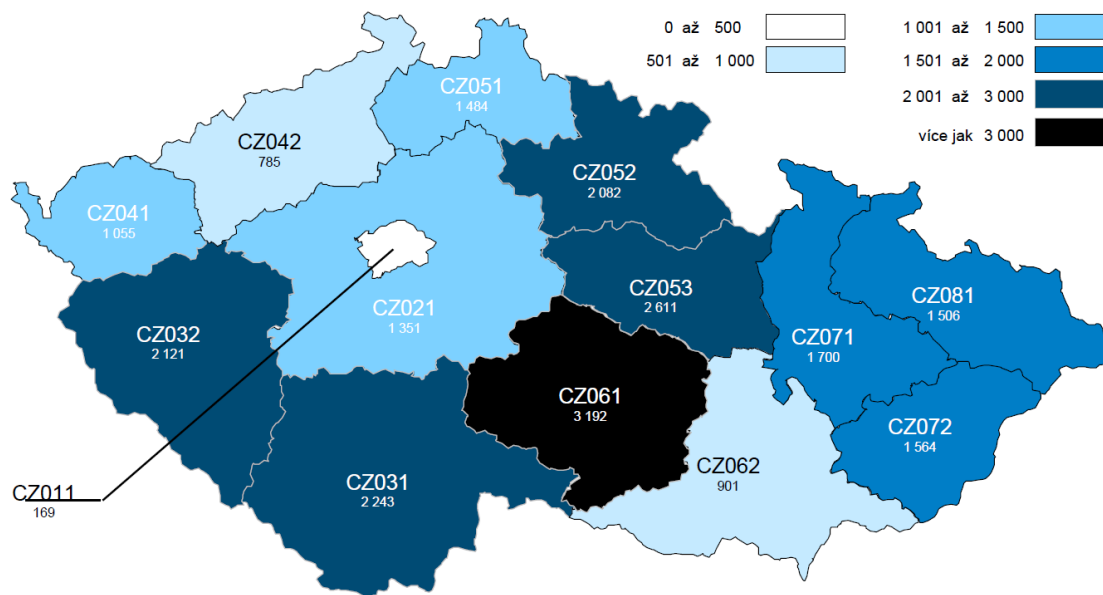 0 až 500
501 až 1 000
1 001 až 1 500
1 501 až 2 000
2 001 až 3 000
více jak 3 000
CZ051
1 484
CZ042
785
CZ052
2 082
CZ041
1 055
CZ053
2 611
CZ081
1 506
CZ021
1 351
CZ032
2 121
CZ071
1 700
CZ061
3 192
CZ072
1 564
CZ062
901
CZ031
2 243
CZ011
169